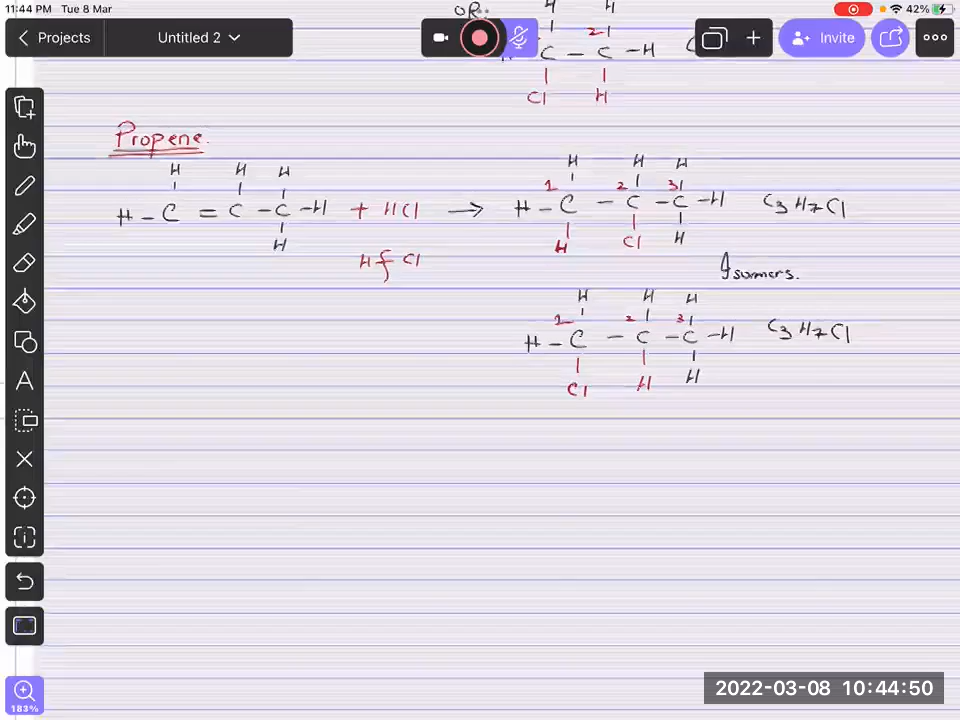 11:44 PM Tue 8 Mar
42%
Projects
Untitled 2
Invite
OR:
H H
2
C - C - H
Cl H
Propene.
H H H
H - C = C - C - H + HCl → H - C - C - C - H C3H7Cl
H
H Cl
H H H
1 2 3
H Cl H
Isomers.
H H H
1 2 3
H - C - C - C - H C3H7Cl
Cl H H
A
183%
2022-03-08 10:44:50